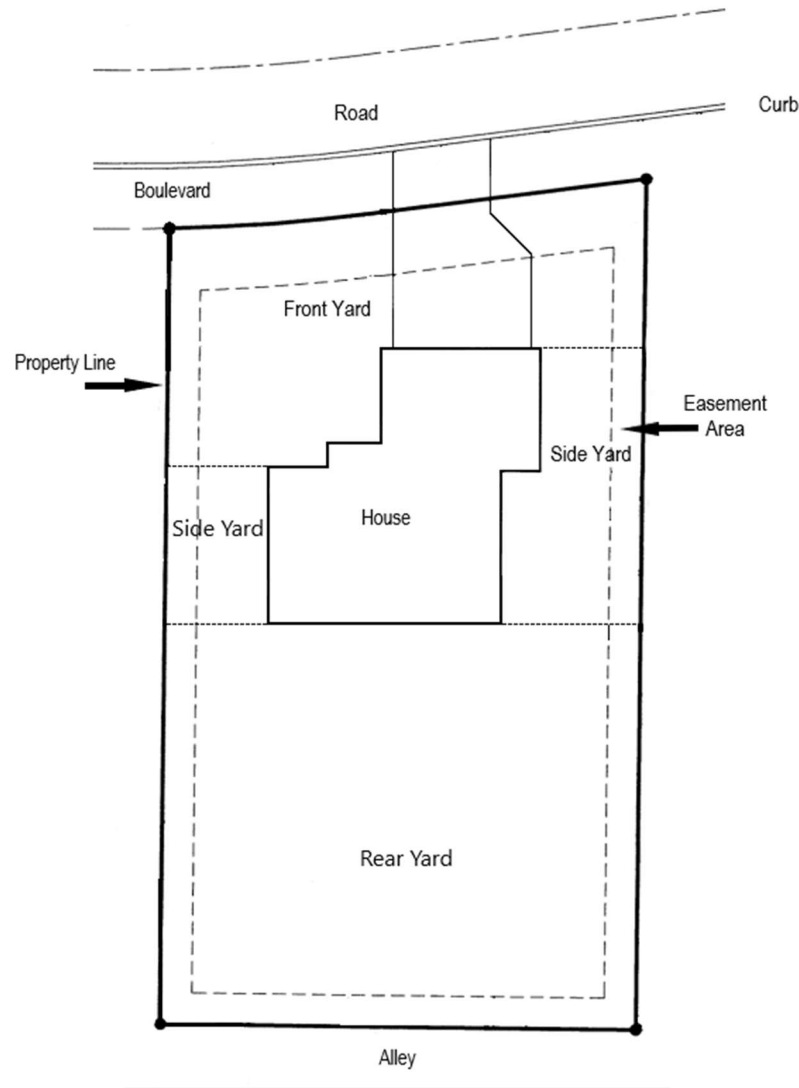 Road
Curb
Boulevard
Front Yard
Property Line
Easement
Area
Side Yard
House
Side Yard
Rear Yard
Alley